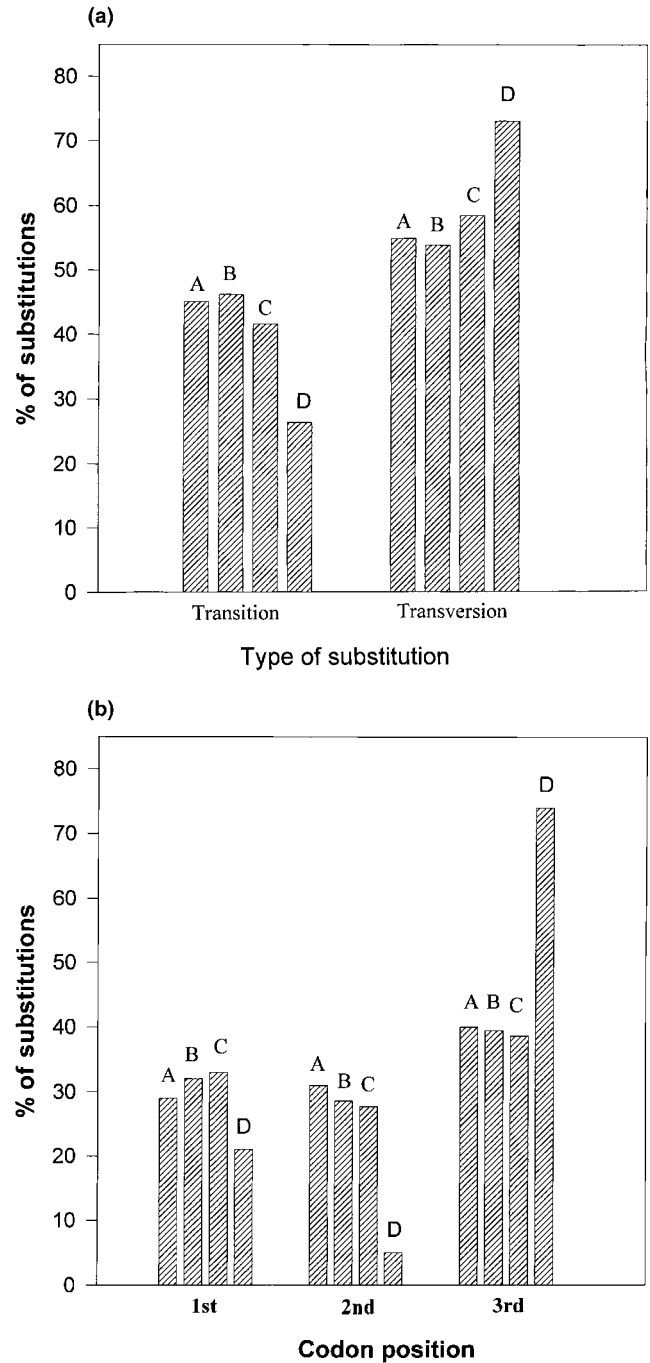 (a)
% of substitutions
80
70
60
50
40
30
20
10
0
A B C D
A B C D
Transition Transversion
Type of substitution
(b)
% of substitutions
80
70
60
50
40
30
20
10
0
A B C D
A B C D
A B C D
1st 2nd 3rd
Codon position